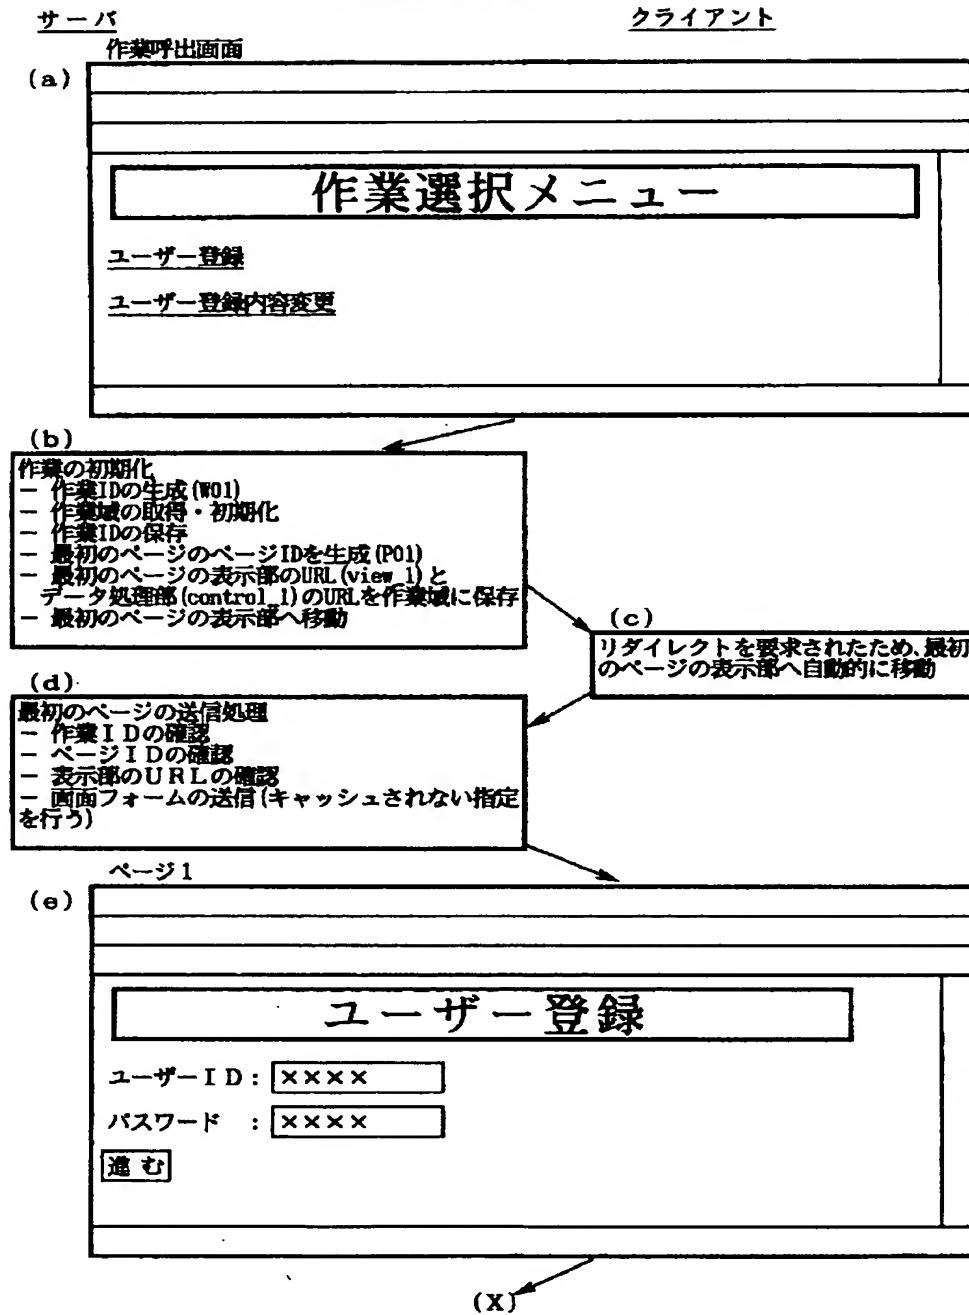 サーバ
クライアント
作業呼出画面
(a)
作業選択メニュー
ユーザー登録
ユーザー登録内容変更
(b)
作業の初期化
－ 作業IDの生成(W01)
－ 作業域の取得・初期化
－ 作業IDの保存
－ 最初のページのページIDを生成(P01)
－ 最初のページの表示部のURL(view_1)と
データ処理部(control_1)のURLを作業域に保存
－ 最初のページの表示部へ移動
(c)
リダイレクトを要求されたため、最初
のページの表示部へ自動的に移動
(d)
最初のページの送信処理
－ 作業ＩＤの確認
－ ページＩＤの確認
－ 表示部のＵＲＬの確認
－ 画面フォームの送信(キャッシュされない指定
を行う)
ページ1
(e)
ユーザー登録
ユーザーＩＤ：××××
パスワード ：××××
進む
(X)